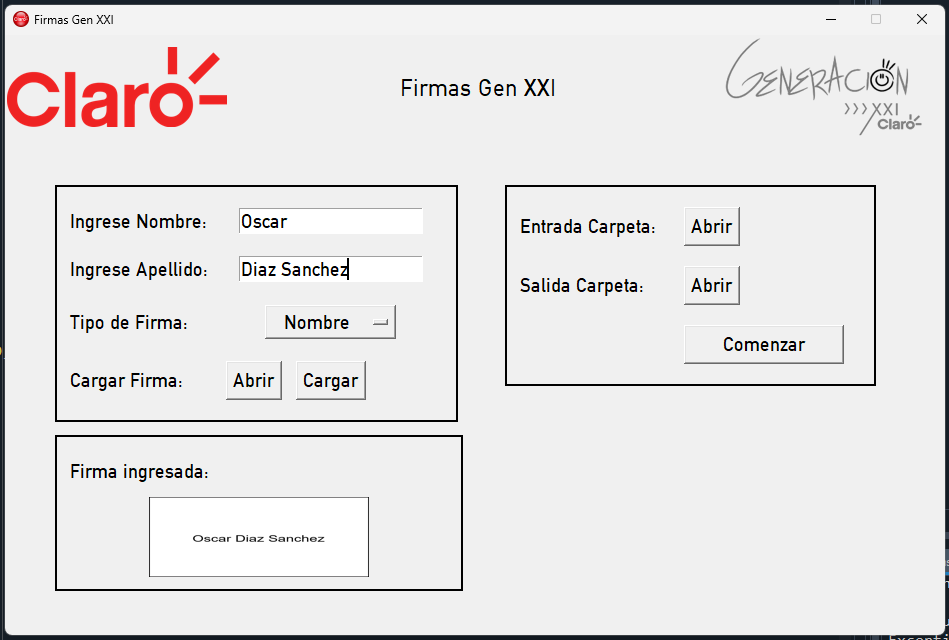 Firmas Gen XXI
Claro
Firmas Gen XXI
GENERACION
XXI
Claro
Ingrese Nombre: Oscar
Ingrese Apellido: Diaz Sanchez
Tipo de Firma: Nombre
Cargar Firma: Abrir Cargar
Entrada Carpeta: Abrir
Salida Carpeta: Abrir
Comenzar
Firma ingresada:
Oscar Diaz Sanchez